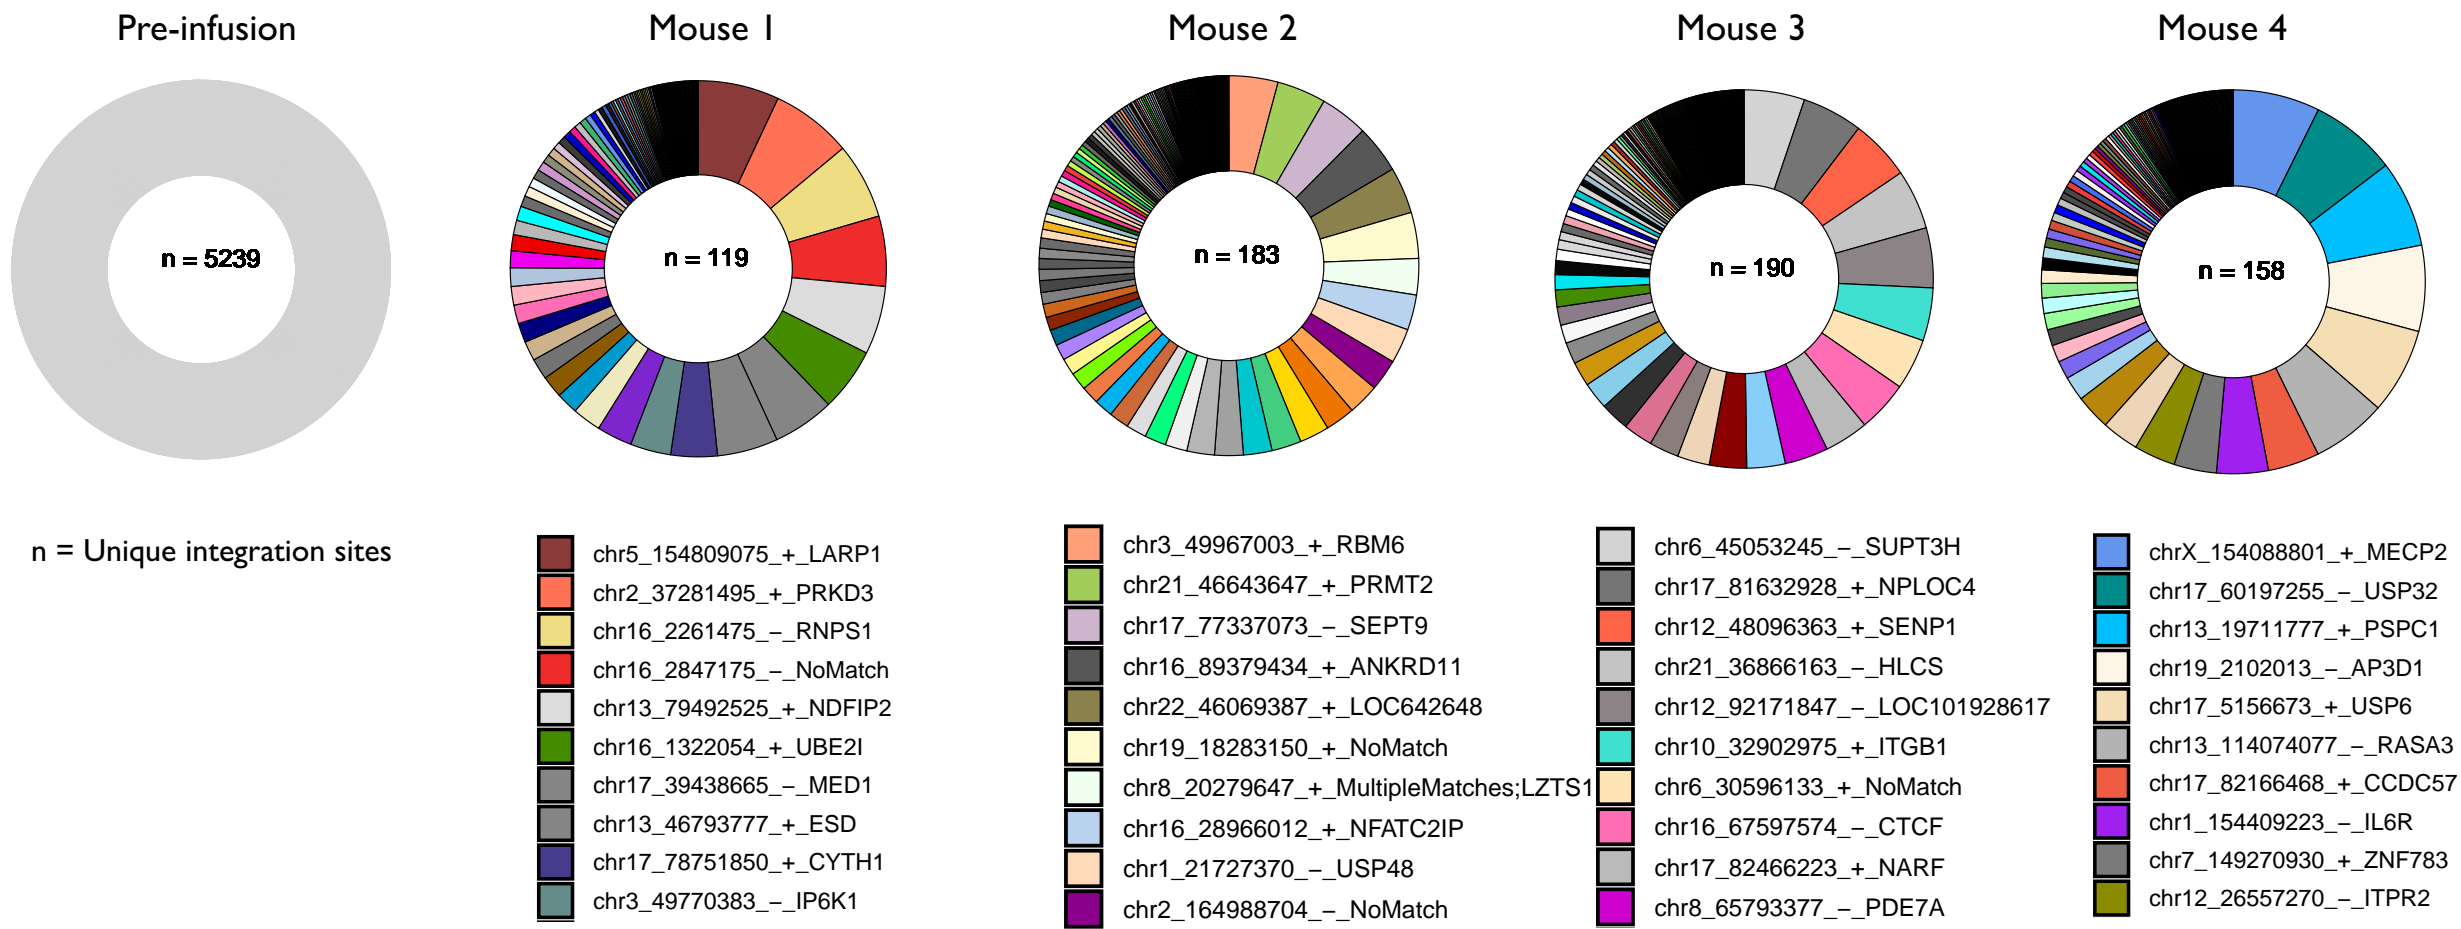 Pre-infusion
Mouse 1
Mouse 2
Mouse 3
Mouse 4
n = 5239
n = 119
n = 183
n = 190
n = 158
n = Unique integration sites
chr5_154809075_+_LARP1
chr2_37281495_+_PRKD3
chr16_2261475_−_RNPS1
chr16_2847175_−_NoMatch
chr13_79492525_+_NDFIP2
chr16_1322054_+_UBE2I
chr17_39438665_−_MED1
chr13_46793777_+_ESD
chr17_78751850_+_CYTH1
chr3_49770383_−_IP6K1
chr3_49967003_+_RBM6
chr21_46643647_+_PRMT2
chr17_77337073_−_SEPT9
chr16_89379434_+_ANKRD11
chr22_46069387_+_LOC642648
chr19_18283150_+_NoMatch
chr8_20279647_+_MultipleMatches;LZTS1
chr16_28966012_+_NFATC2IP
chr1_21727370_−_USP48
chr2_164988704_−_NoMatch
chr6_45053245_−_SUPT3H
chr17_81632928_+_NPLOC4
chr12_48096363_+_SENP1
chr21_36866163_−_HLCS
chr12_92171847_−_LOC101928617
chr10_32902975_+_ITGB1
chr6_30596133_+_NoMatch
chr16_67597574_−_CTCF
chr17_82466223_+_NARF
chr8_65793377_−_PDE7A
chrX_154088801_+_MECP2
chr17_60197255_−_USP32
chr13_19711777_+_PSPC1
chr19_2102013_−_AP3D1
chr17_5156673_+_USP6
chr13_114074077_−_RASA3
chr17_82166468_+_CCDC57
chr1_154409223_−_IL6R
chr7_149270930_+_ZNF783
chr12_26557270_−_ITPR2